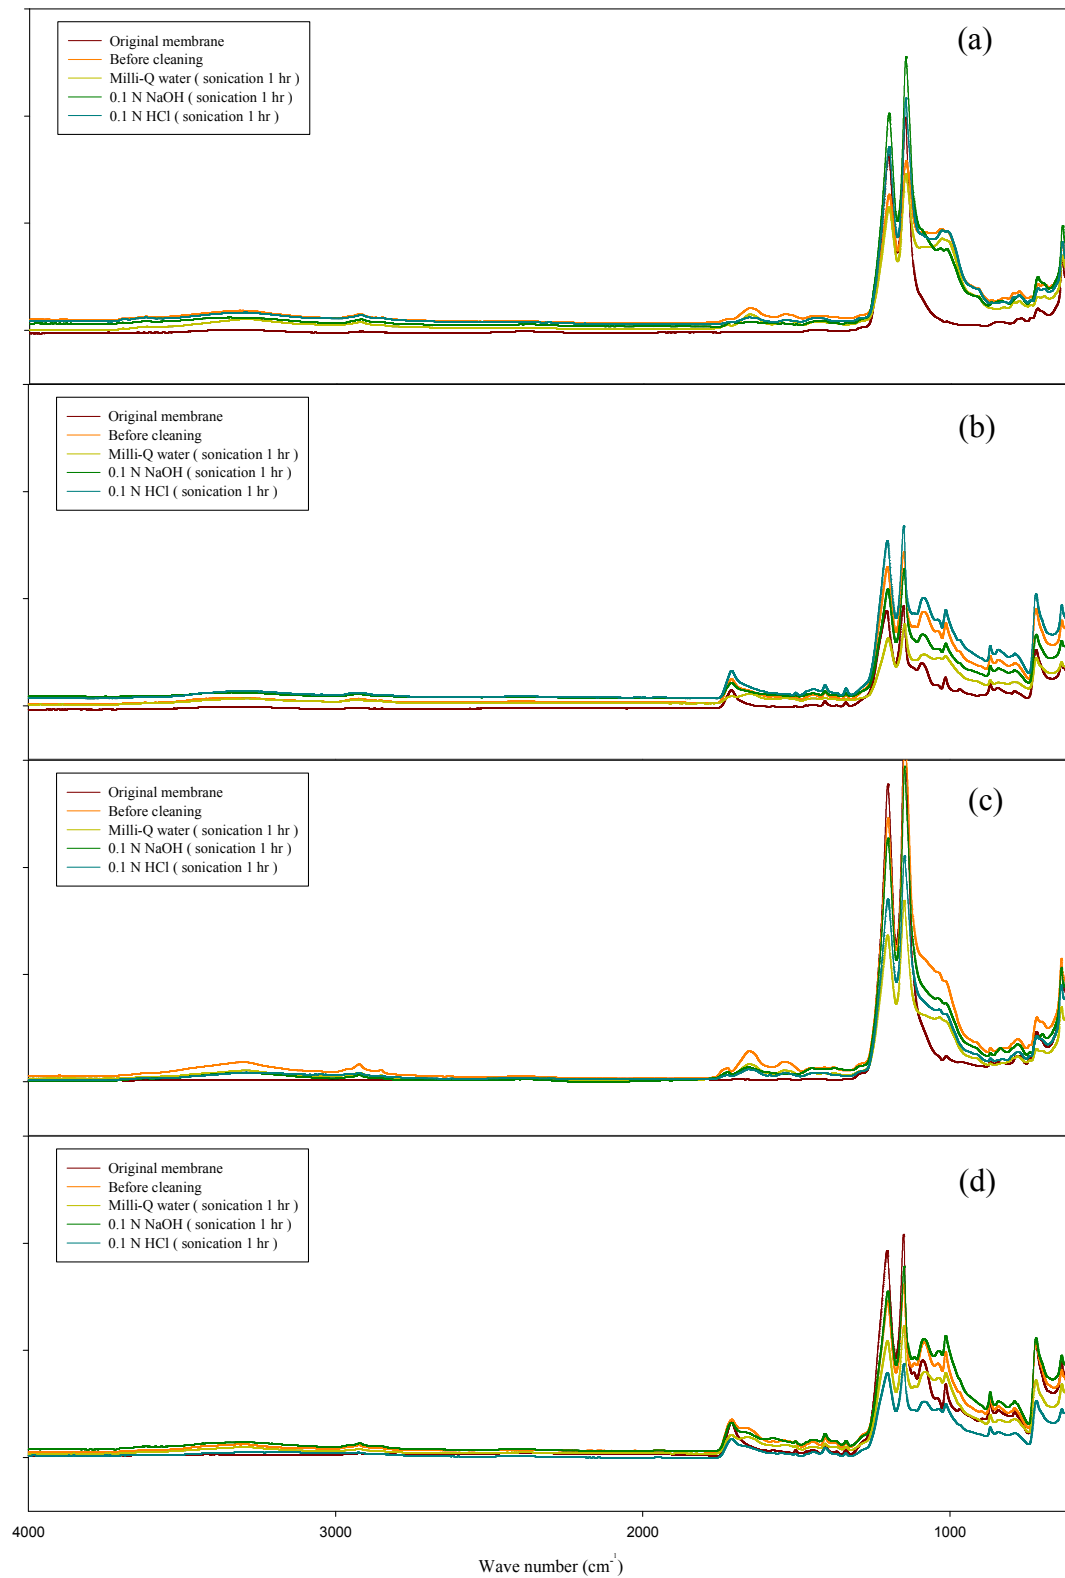 (a)
Original membrane
Before cleaning
Milli-Q water ( sonication 1 hr )
0.1 N NaOH ( sonication 1 hr )
0.1 N HCl ( sonication 1 hr )
(b)
Original membrane
Before cleaning
Milli-Q water ( sonication 1 hr )
0.1 N NaOH ( sonication 1 hr )
0.1 N HCl ( sonication 1 hr )
(c)
Original membrane
Before cleaning
Milli-Q water ( sonication 1 hr )
0.1 N NaOH ( sonication 1 hr )
0.1 N HCl ( sonication 1 hr )
(d)
Original membrane
Before cleaning
Milli-Q water ( sonication 1 hr )
0.1 N NaOH ( sonication 1 hr )
0.1 N HCl ( sonication 1 hr )
4000 3000 2000 1000
Wave number (cm⁻¹)